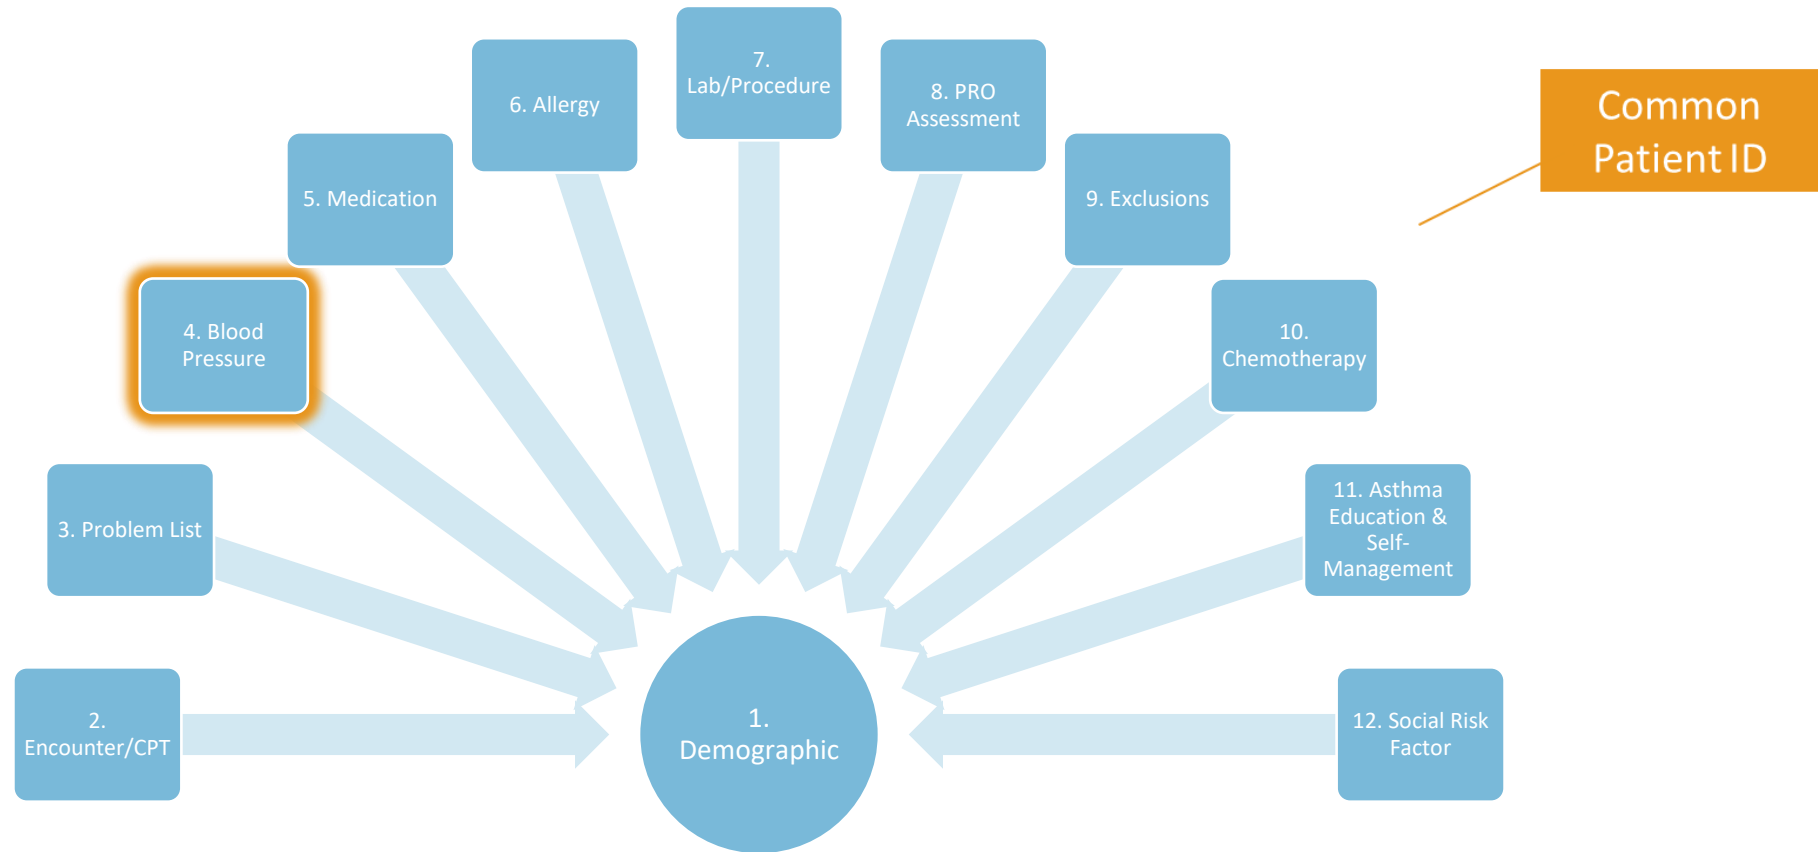 7.
Lab/Procedure
6. Allergy
8. PRO
Assessment
Common
Patient ID
5. Medication
9. Exclusions
4. Blood
Pressure
10.
Chemotherapy
3. Problem List
11. Asthma
Education &
Self-
Management
2.
Encounter/CPT
1.
Demographic
12. Social Risk
Factor